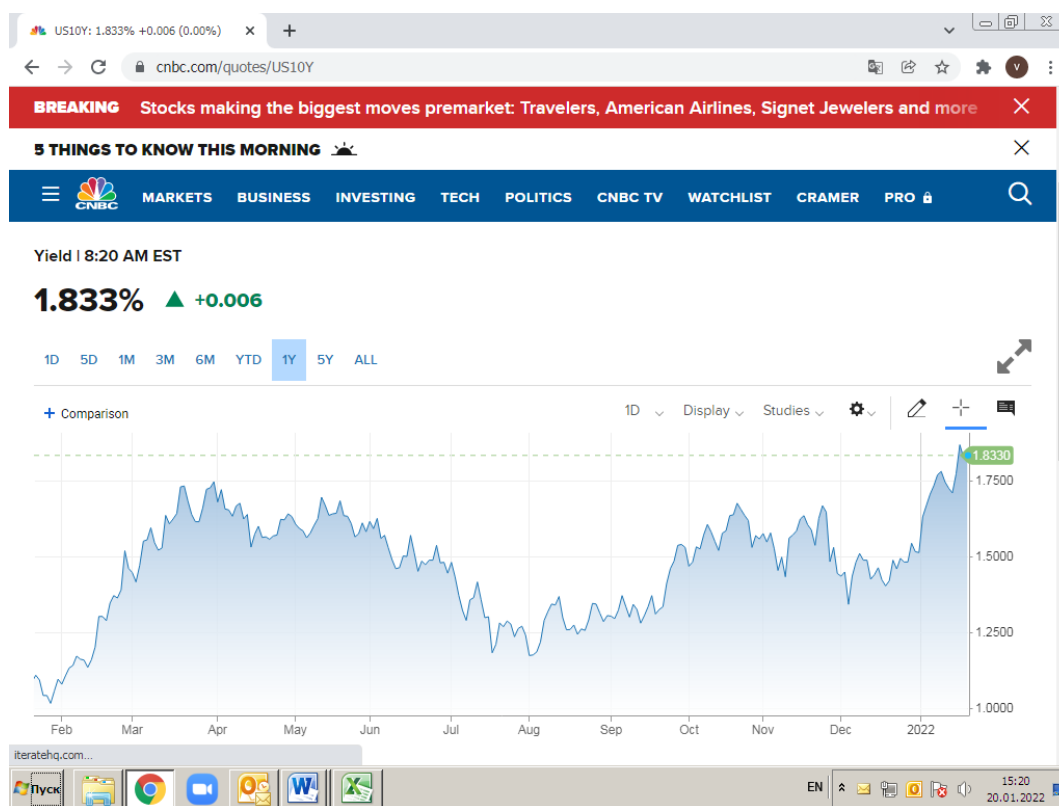 US10Y: 1.833% +0.006 (0.00%)
cnbc.com/quotes/US10Y
V
BREAKING Stocks making the biggest moves premarket: Travelers, American Airlines, Signet Jewelers and more
5 THINGS TO KNOW THIS MORNING
CNBC MARKETS BUSINESS INVESTING TECH POLITICS CNBC TV WATCHLIST CRAMER PRO
Yield | 8:20 AM EST
1.833% +0.006
1D 5D 1M 3M 6M YTD 1Y 5Y ALL
+ Comparison 1D Display Studies
1.8330
1.7500
1.5000
1.2500
1.0000
Feb Mar Apr May Jun Jul Aug Sep Oct Nov Dec 2022
iteratehq.com...
Пуск EN 15:20
20.01.2022